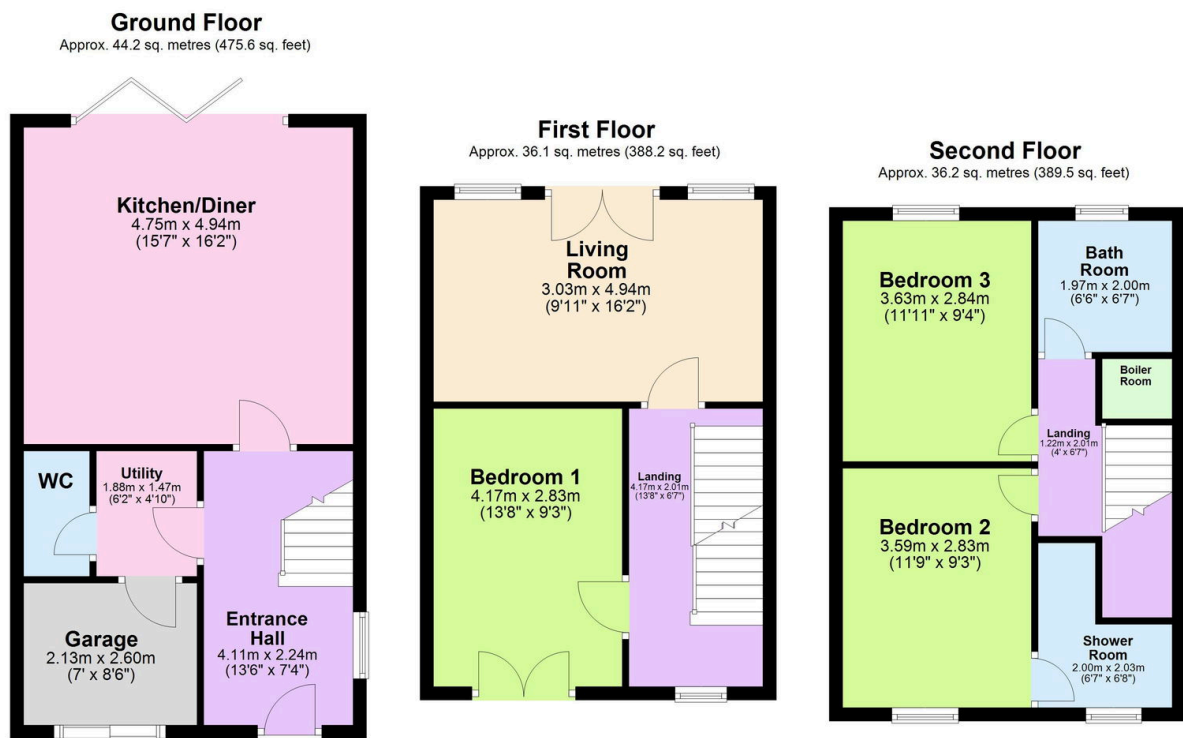 Ground Floor
Approx. 44.2 sq. metres (475.6 sq. feet)
Kitchen/Diner
4.75m x 4.94m
(15'7" x 16'2")
WC
Utility
1.88m x 1.47m
(6'2" x 4'10")
Garage
2.13m x 2.60m
(7' x 8'6")
Entrance
Hall
4.11m x 2.24m
(13'6" x 7'4")
First Floor
Approx. 36.1 sq. metres (388.2 sq. feet)
Living
Room
3.03m x 4.94m
(9'11" x 16'2")
Bedroom 1
4.17m x 2.83m
(13'8" x 9'3")
Landing
4.17m x 2.01m
(13'8" x 6'7")
Second Floor
Approx. 36.2 sq. metres (389.5 sq. feet)
Bedroom 3
3.63m x 2.84m
(11'11" x 9'4")
Bath
Room
1.97m x 2.00m
(6'6" x 6'7")
Boiler
Room
Landing
1.22m x 2.01m
(4' x 6'7")
Bedroom 2
3.59m x 2.83m
(11'9" x 9'3")
Shower
Room
2.00m x 2.03m
(6'7" x 6'8")